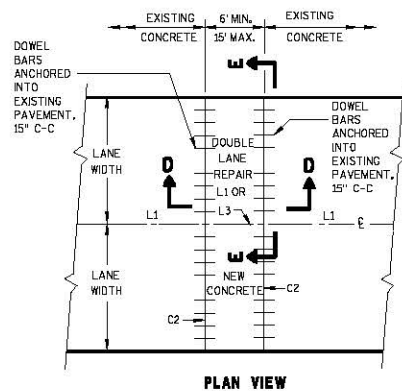 EXISTING
CONCRETE
6' MIN.
15' MAX.
EXISTING
CONCRETE
DOWEL
BARS
ANCHORED
INTO
EXISTING
PAVEMENT,
15" C-C
E
DOWEL
BARS
ANCHORED
INTO
EXISTING
PAVEMENT,
15" C-C
LANE
WIDTH
DOUBLE
LANE
REPAIR
L1 OR
L3
D
D
L1
L1
℄
LANE
WIDTH
E
NEW
CONCRETE
C2
C2
PLAN VIEW